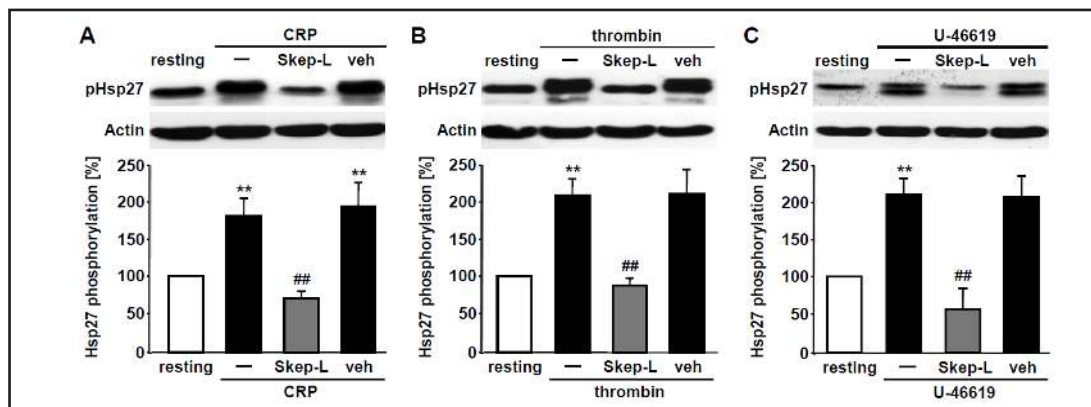 A
CRP
resting – Skep-L veh
pHsp27
Actin
Hsp27 phosphorylation [%]
250
200
150
100
50
0
**
##
**
resting – Skep-L veh
CRP
B
thrombin
resting – Skep-L veh
pHsp27
Actin
Hsp27 phosphorylation [%]
250
200
150
100
50
0
**
##
resting – Skep-L veh
thrombin
C
U-46619
resting – Skep-L veh
pHsp27
Actin
Hsp27 phosphorylation [%]
250
200
150
100
50
0
**
##
resting – Skep-L veh
U-46619